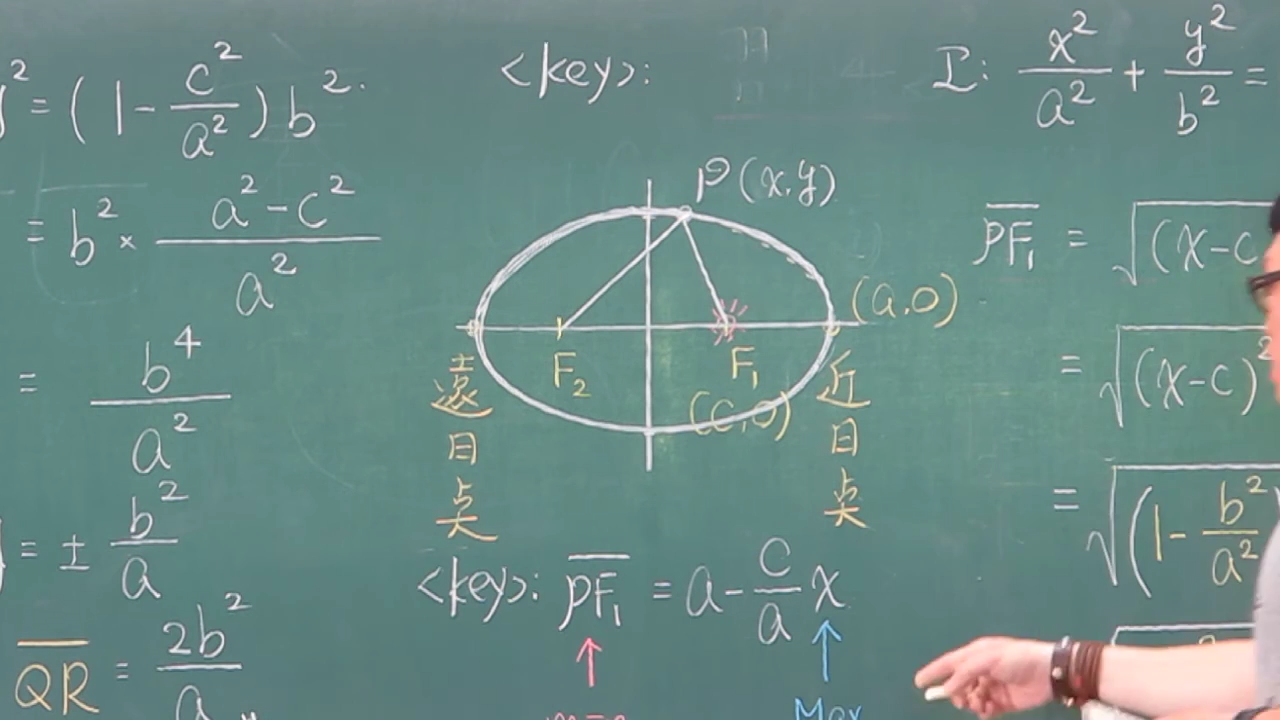 y² = (1 - c²/a²) b².
= b² × (a² - c²)/a²
= b⁴/a²
= ± b²/a
QR = 2b²/a
<key>:
P(x,y)
(a,0)
F₂
F₁
(c,0)
遠日点
近日点
<key>: PF₁ = a - c/a x
Max
I: x²/a² + y²/b² =
PF₁ = √(x-c
= √(x-c)²
= √(1 - b²/a²